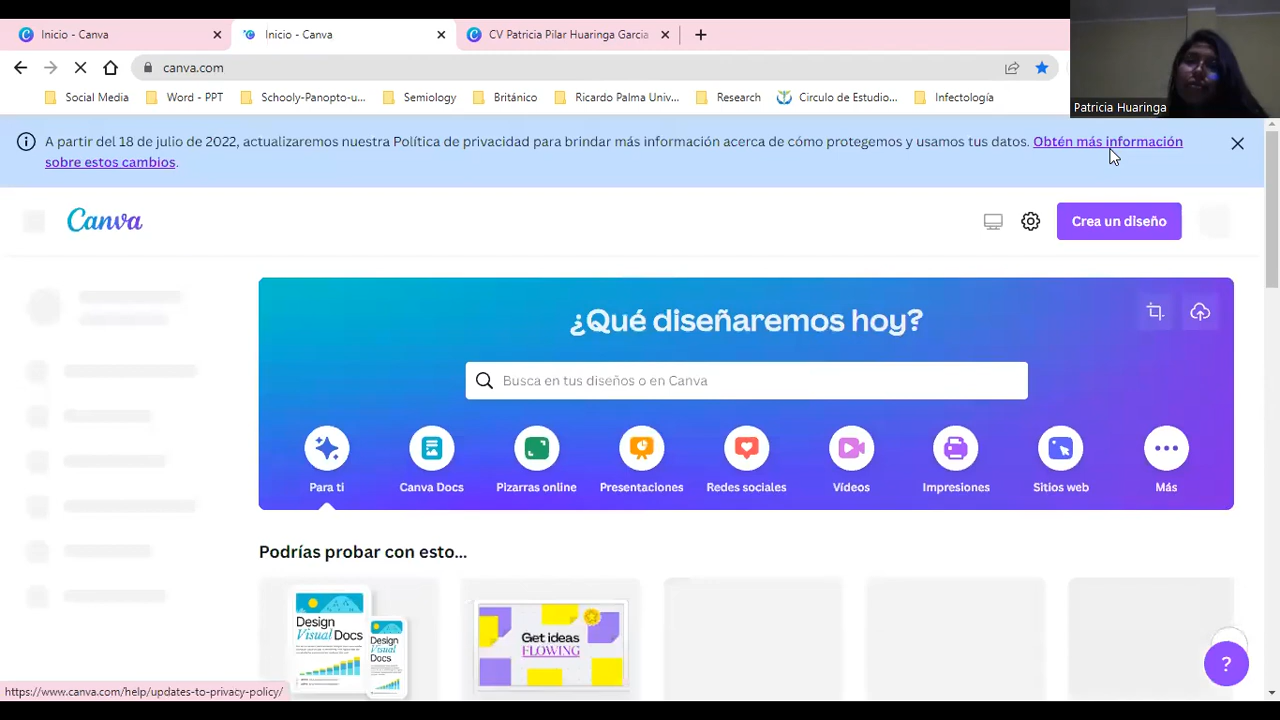 Inicio - Canva
Inicio - Canva
CV Patricia Pilar Huaringa Garcia
canva.com
Social Media
Word - PPT
Schooly-Panopto-u...
Semiology
Británico
Ricardo Palma Univ...
Research
Circulo de Estudio...
Infectología
Patricia Huaringa
A partir del 18 de julio de 2022, actualizaremos nuestra Política de privacidad para brindar más información acerca de cómo protegemos y usamos tus datos. Obtén más información
sobre estos cambios.
Canva
Crea un diseño
¿Qué diseñaremos hoy?
Busca en tus diseños o en Canva
Para ti
Canva Docs
Pizarras online
Presentaciones
Redes sociales
Vídeos
Impresiones
Sitios web
Más
Podrías probar con esto...
Design
Visual Docs
Design
Visual Docs
Get ideas
FLOWING
?
https://www.canva.com/help/updates-to-privacy-policy/